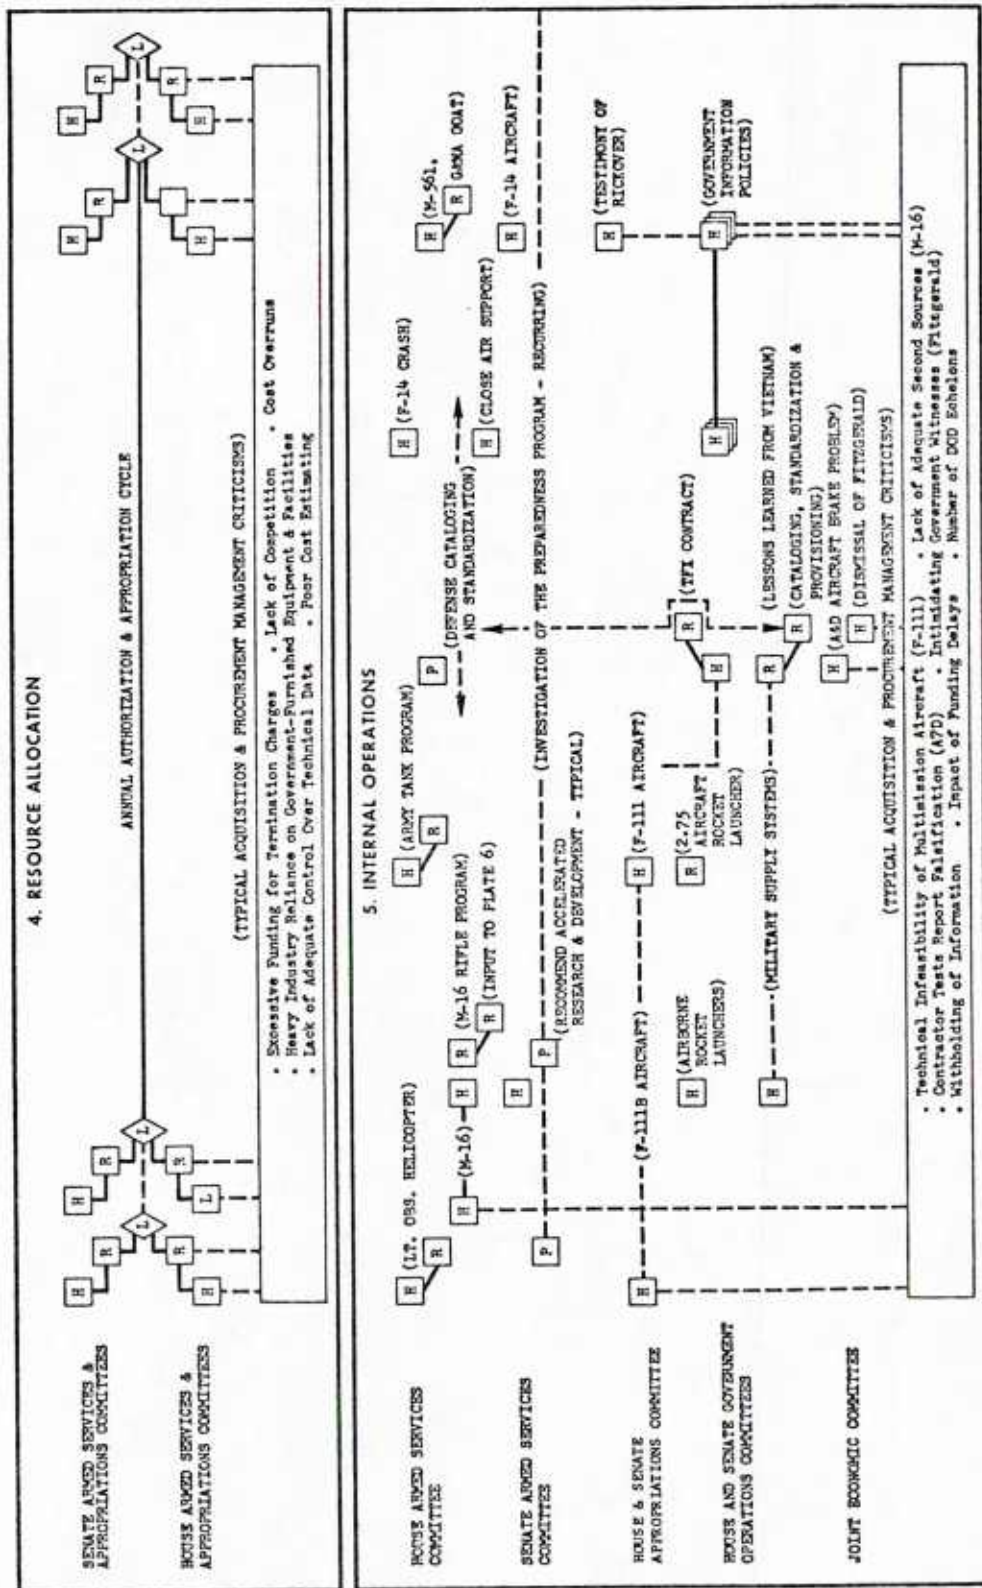 4. RESOURCE ALLOCATION
SENATE ARMED SERVICES &
APPROPRIATIONS COMMITTEES
H
R
L
H
R
L
H
R
L
H
R
L
ANNUAL AUTHORIZATION & APPROPRIATION CYCLE
HOUSE ARMED SERVICES &
APPROPRIATIONS COMMITTEES
H
R
L
R
H
H
R
(TYPICAL ACQUISITION & PROCUREMENT MANAGEMENT CRITICISMS)
• Excessive Funding for Termination Charges • Lack of Competition • Cost Overruns
• Heavy Industry Reliance on Government-Furnished Equipment & Facilities
• Lack of Adequate Control Over Technical Data • Poor Cost Estimating
5. INTERNAL OPERATIONS
HOUSE ARMED SERVICES
COMMITTEE
H (LT. OBS. HELICOPTER)
R
H (M-16) H
R (M-16 RIFLE PROGRAM)
R (INPUT TO PLATE 6)
H (ARMY TANK PROGRAM)
R
P (DEFENSE CATALOGING
AND STANDARDIZATION)
H (F-14 CRASH)
H (M-561,
R GAMA GOAT)
SENATE ARMED SERVICES
COMMITTEE
H
P
P (INVESTIGATION OF THE PREPAREDNESS PROGRAM - RECURRING)
(RECOMMEND ACCELERATED
RESEARCH & DEVELOPMENT - TYPICAL)
H (CLOSE AIR SUPPORT)
H (F-14 AIRCRAFT)
HOUSE & SENATE
APPROPRIATIONS COMMITTEE
H (F-111B AIRCRAFT) H (F-111 AIRCRAFT)
H (TESTIMONY OF
RICKOVER)
HOUSE AND SENATE GOVERNMENT
OPERATIONS COMMITTEES
H (AIRBORNE
ROCKET
LAUNCHERS)
R (2.75
AIRCRAFT
ROCKET
LAUNCHER)
R (TFX CONTRACT)
H
H
H (GOVERNMENT
INFORMATION
POLICIES)
H (MILITARY SUPPLY SYSTEMS) R (LESSONS LEARNED FROM VIETNAM)
R (CATALOGING, STANDARDIZATION &
PROVISIONING)
JOINT ECONOMIC COMMITTEE
H (A&D AIRCRAFT BRAKE PROBLEM)
H (DISMISSAL OF FITZGERALD)
(TYPICAL ACQUISITION & PROCUREMENT MANAGEMENT CRITICISMS)
• Technical Infeasibility of Multimission Aircraft (F-111) • Lack of Adequate Second Sources (M-16)
• Contractor Tests Report Falsification (A7D) • Intimidating Government Witnesses (Fitzgerald)
• Withholding of Information • Impact of Funding Delays • Number of DOD Echelons